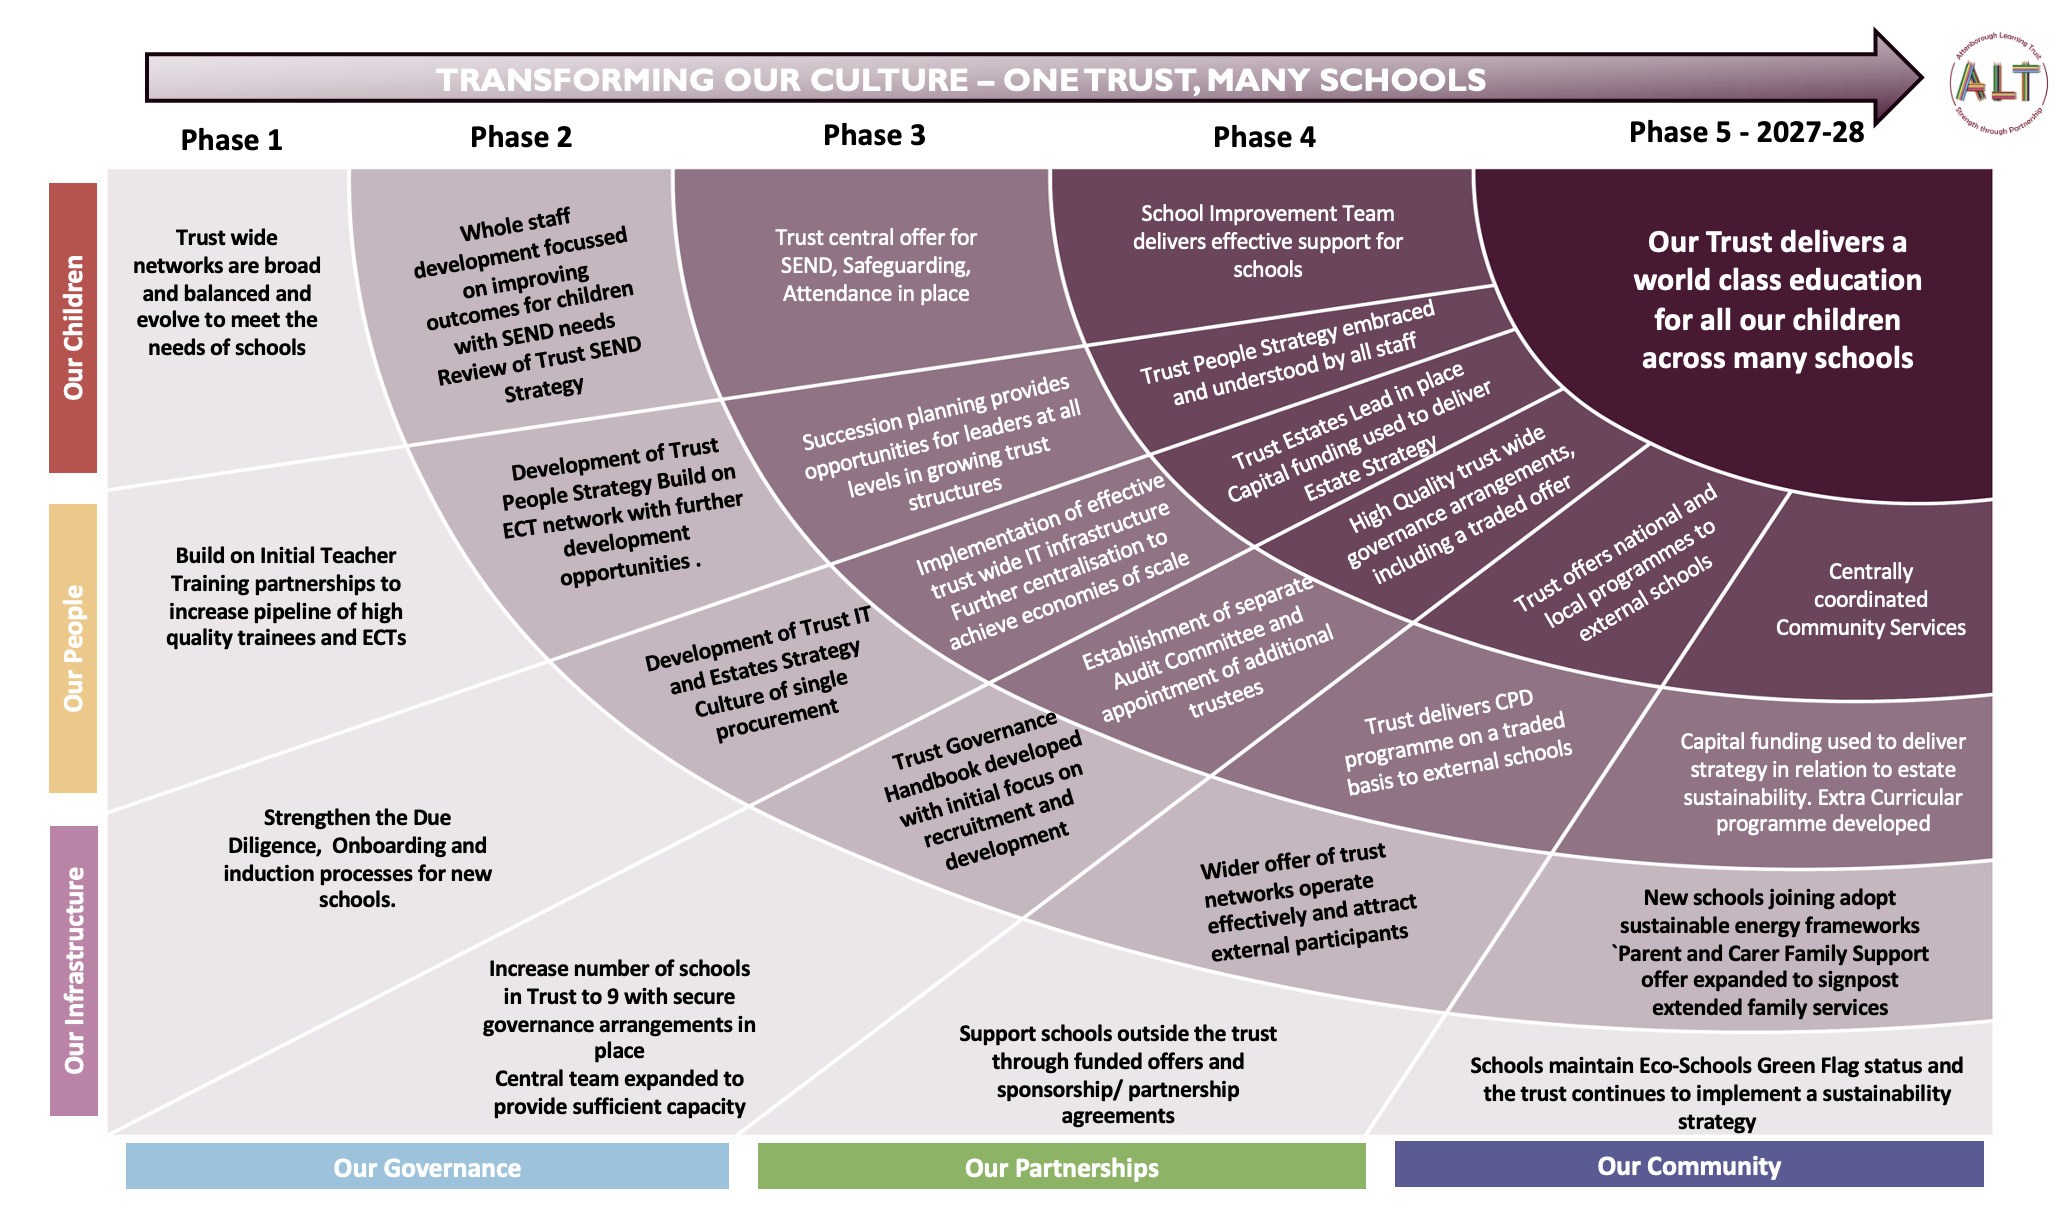 TRANSFORMING OUR CULTURE – ONE TRUST, MANY SCHOOLS
Attenborough Learning Trust
ALT
Strength through Partnership
Phase 1
Phase 2
Phase 3
Phase 4
Phase 5 - 2027-28
Our Children
Trust wide
networks are broad
and balanced and
evolve to meet the
needs of schools
Whole staff
development focussed
on improving
outcomes for children
with SEND needs
Review of Trust SEND
Strategy
Trust central offer for
SEND, Safeguarding,
Attendance in place
School Improvement Team
delivers effective support for
schools
Our Trust delivers a
world class education
for all our children
across many schools
Our People
Build on Initial Teacher
Training partnerships to
increase pipeline of high
quality trainees and ECTs
Development of Trust
People Strategy Build on
ECT network with further
development
opportunities .
Succession planning provides
opportunities for leaders at all
levels in growing trust
structures
Trust People Strategy embraced
and understood by all staff
Our Infrastructure
Strengthen the Due
Diligence,  Onboarding and
induction processes for new
schools.
Development of Trust IT
and Estates Strategy
Culture of single
procurement
Implementation of effective
trust wide IT infrastructure
Further centralisation to
achieve economies of scale
Trust Estates Lead in place
Capital funding used to deliver
Estate Strategy
Increase number of schools
in Trust to 9 with secure
governance arrangements in
place
Central team expanded to
provide sufficient capacity
Trust Governance
Handbook developed
with initial focus on
recruitment and
development
Establishment of separate
Audit Committee and
appointment of additional
trustees
High Quality trust wide
governance arrangements,
including a traded offer
Support schools outside the trust
through funded offers and
sponsorship/ partnership
agreements
Wider offer of trust
networks operate
effectively and attract
external participants
Trust delivers CPD
programme on a traded
basis to external schools
Trust offers national and
local programmes to
external schools
Schools maintain Eco-Schools Green Flag status and
the trust continues to implement a sustainability
strategy
New schools joining adopt
sustainable energy frameworks
`Parent and Carer Family Support
offer expanded to signpost
extended family services
Capital funding used to deliver
strategy in relation to estate
sustainability. Extra Curricular
programme developed
Centrally
coordinated
Community Services
Our Governance
Our Partnerships
Our Community